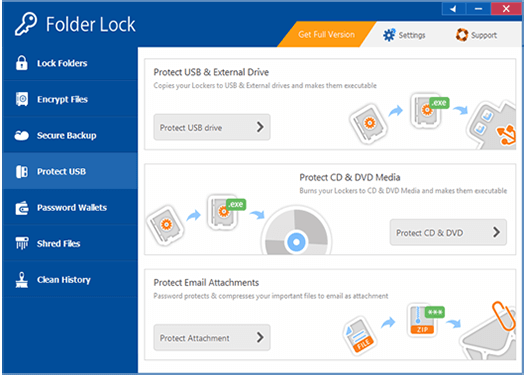 Folder Lock
Get Full Version
Settings
Support
Lock Folders
Encrypt Files
Secure Backup
Protect USB
Password Wallets
Shred Files
Clean History
Protect USB & External Drive
Copies your Lockers to USB & External drives and makes them executable
.exe
Protect USB drive
Protect CD & DVD Media
Burns your Lockers to CD & DVD Media and makes them executable
.exe
Protect CD & DVD
Protect Email Attachments
Password protects & compresses your important files to email as attachment
***
FILE
ZIP
Protect Attachment